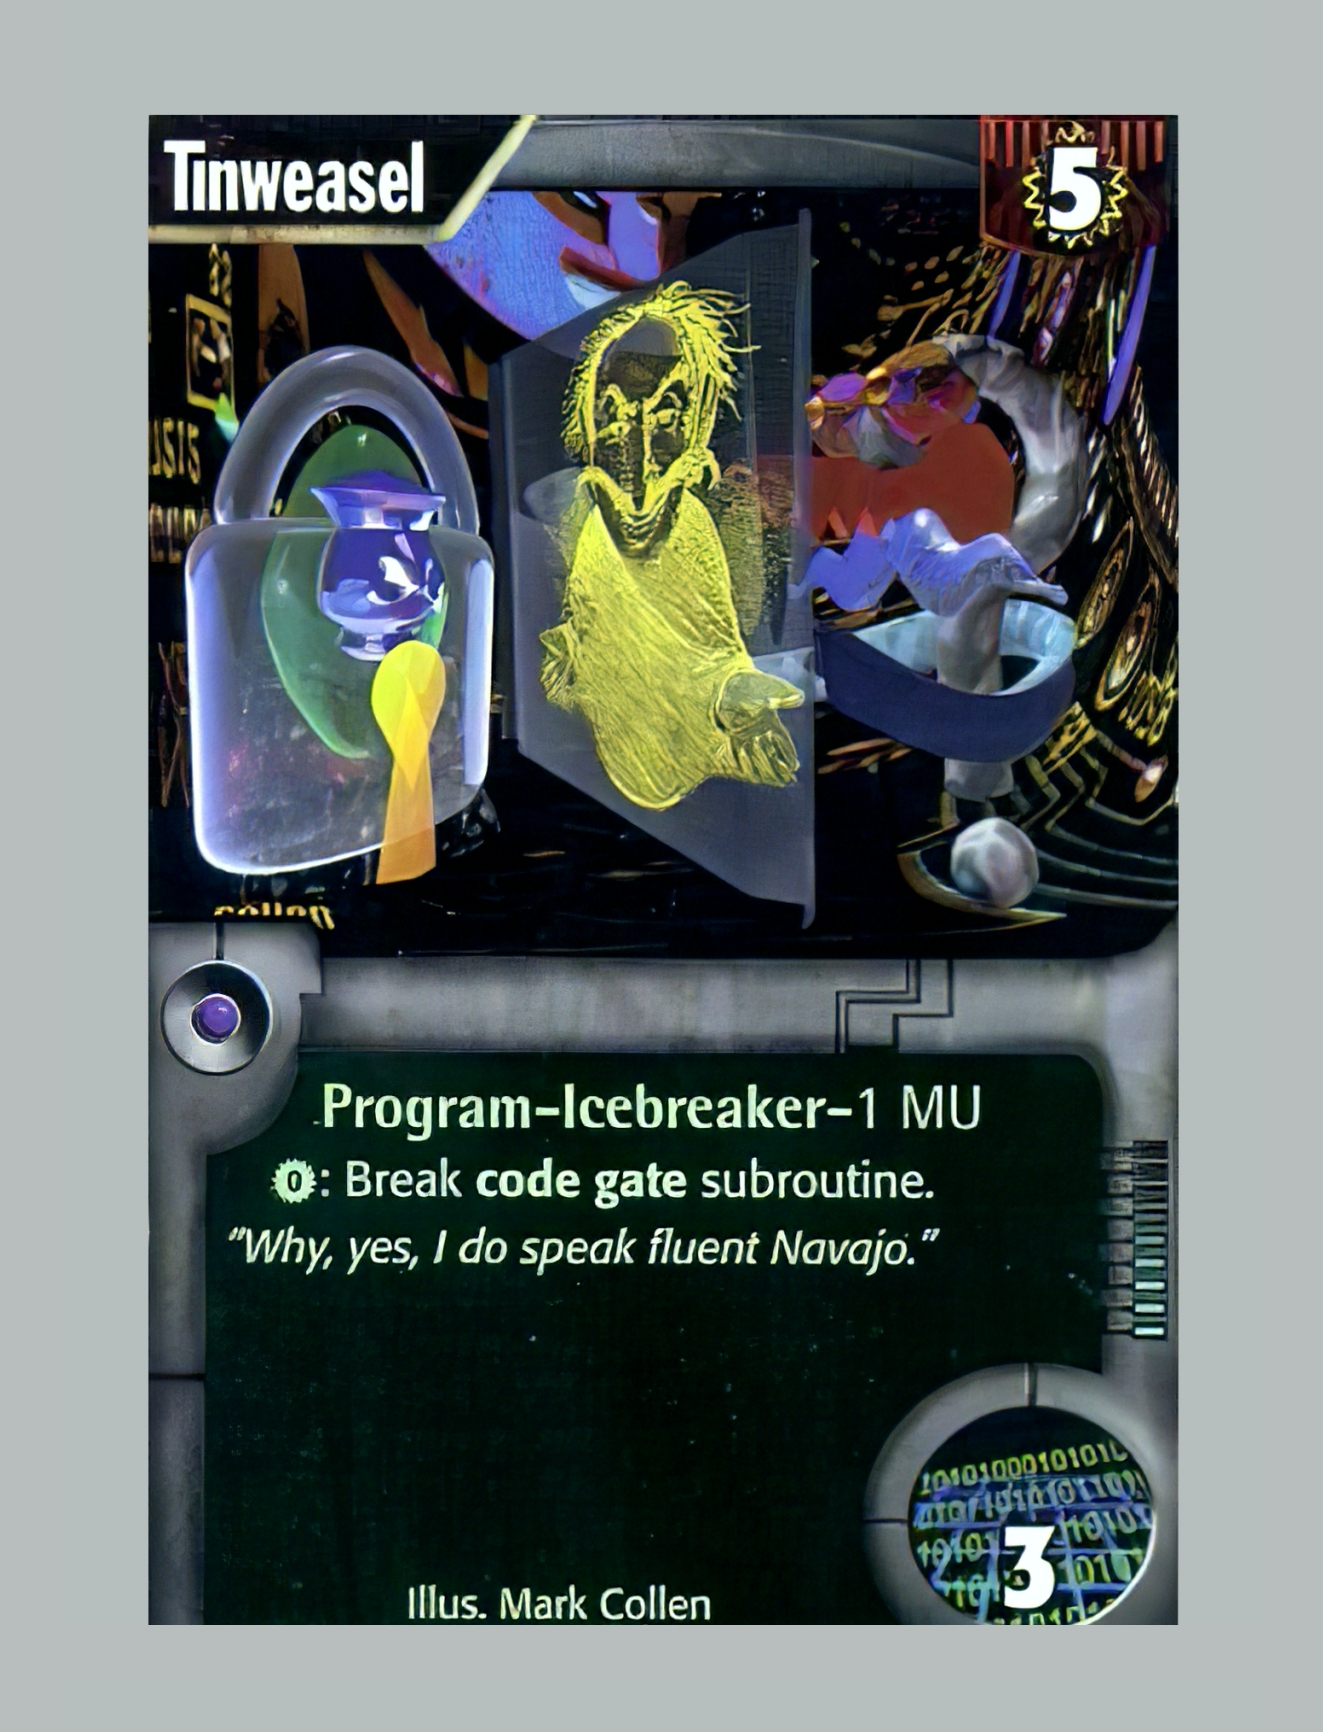 Tinweasel
5
Program–Icebreaker–1 MU
0: Break code gate subroutine.
"Why, yes, I do speak fluent Navajo."
3
Illus. Mark Collen